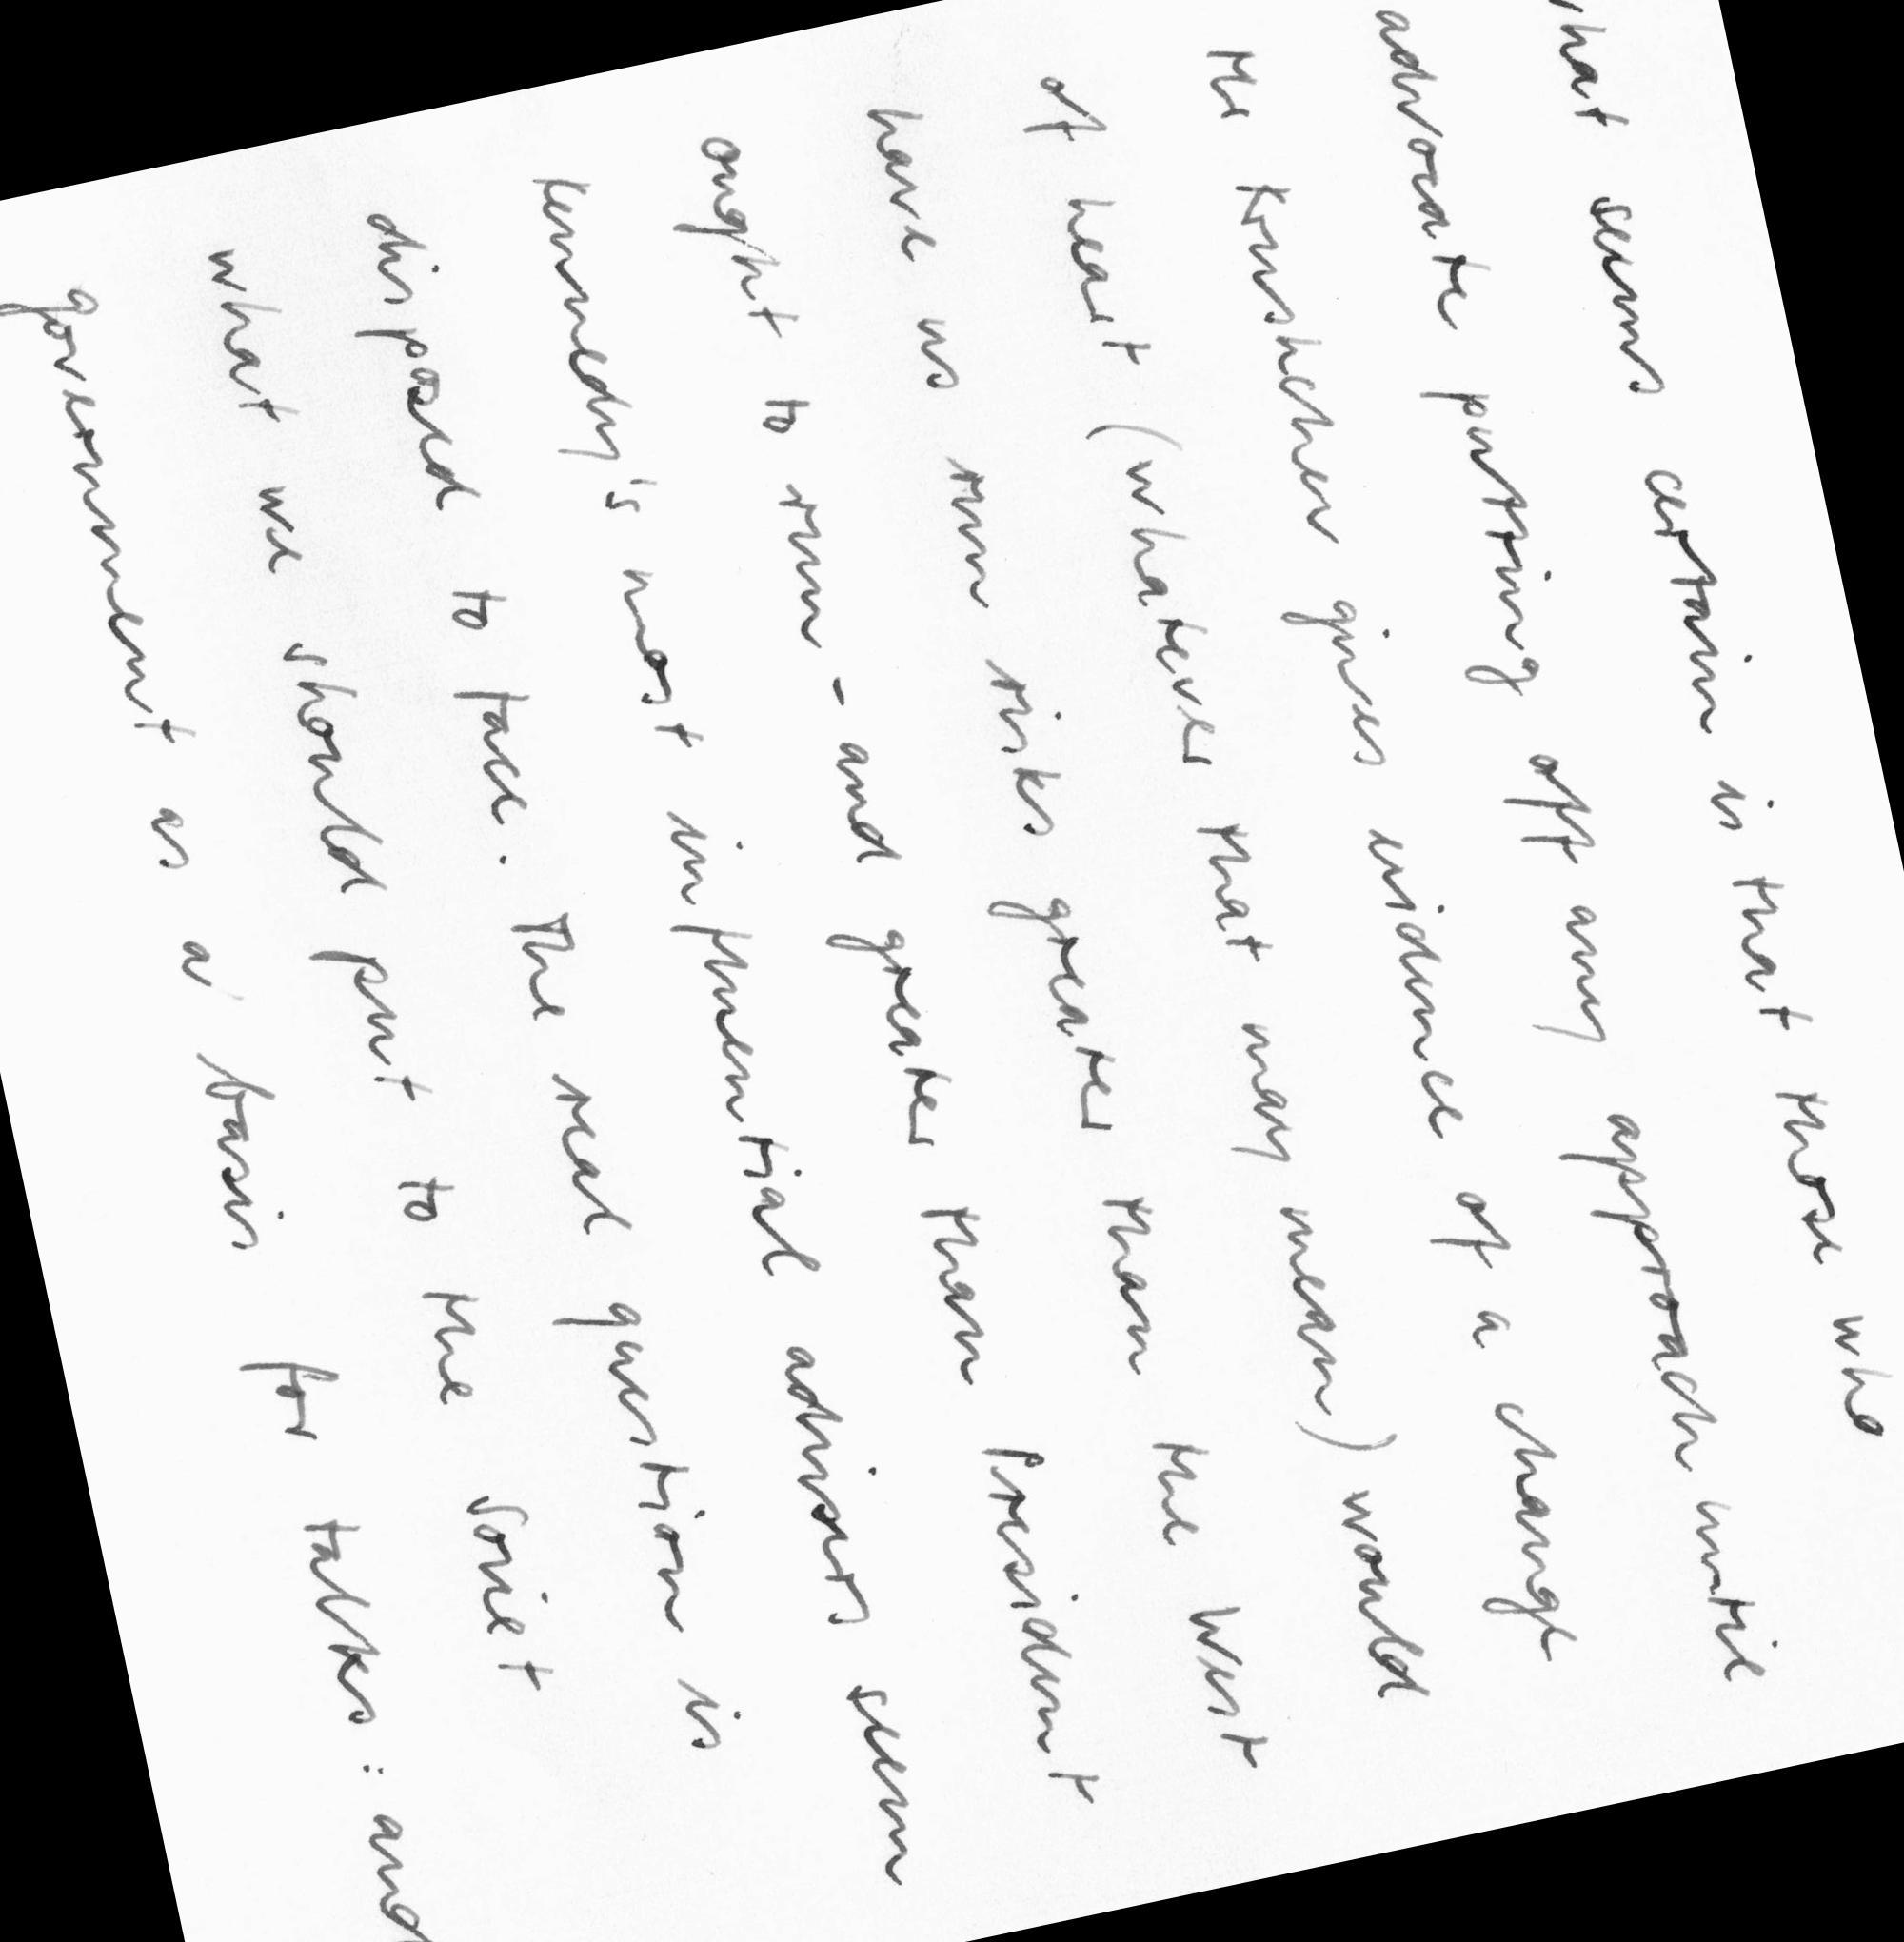 What seems certain is that those who
advocate putting off any approach until
Mr Krushchev gives evidence of a change
of heart (whatever that may mean) would
have us run risks greater than the West
ought to run - and greater than President
Kennedy's most influential advisers seem
disposed to face. The real question is
what we should put to the Soviet
government as a basis for talks: and